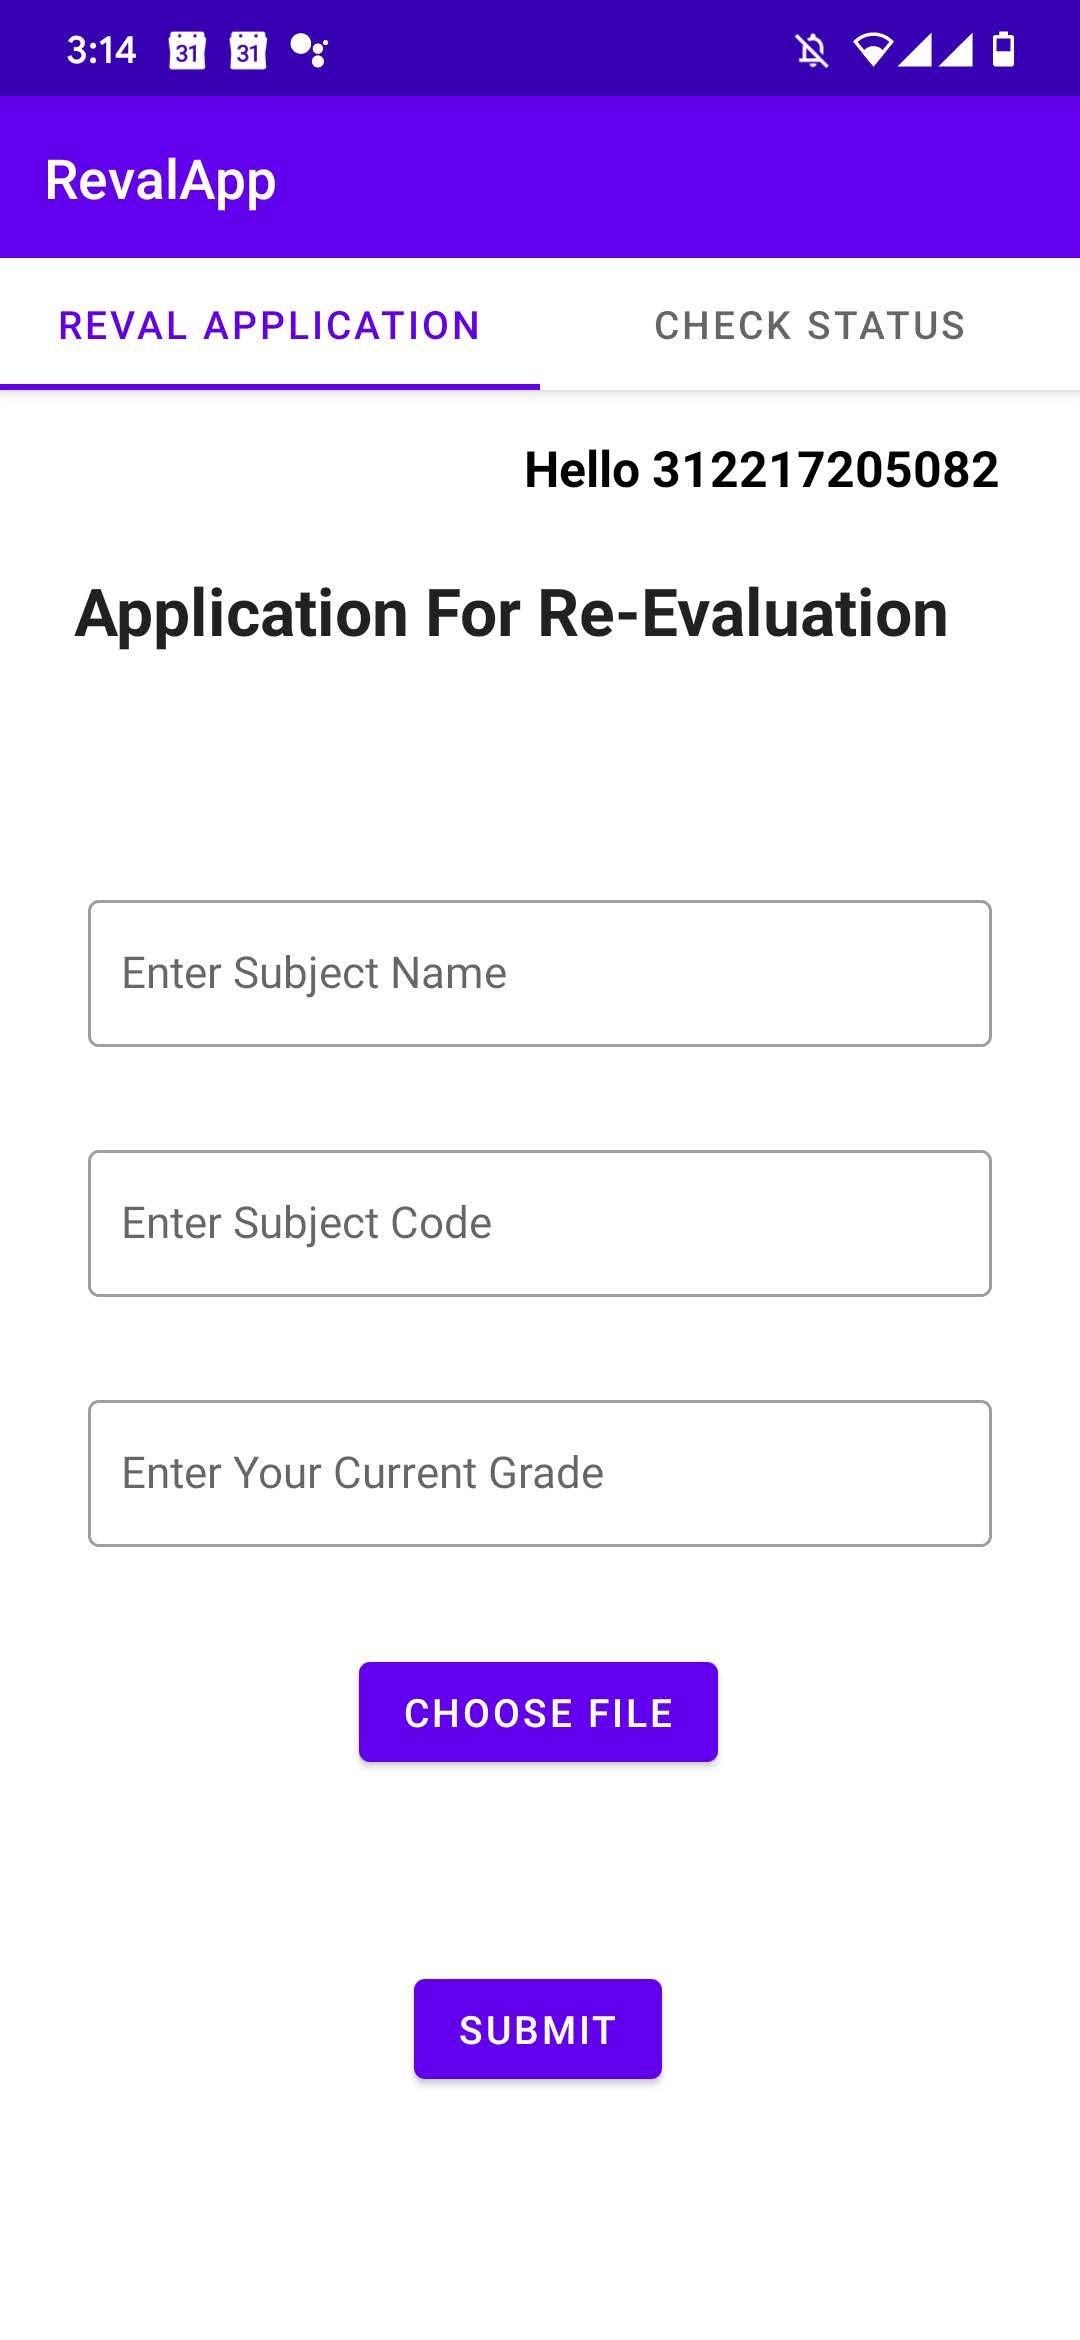 3:14 31 31
RevalApp
REVAL APPLICATION CHECK STATUS
Hello 312217205082
Application For Re-Evaluation
Enter Subject Name
Enter Subject Code
Enter Your Current Grade
CHOOSE FILE
SUBMIT